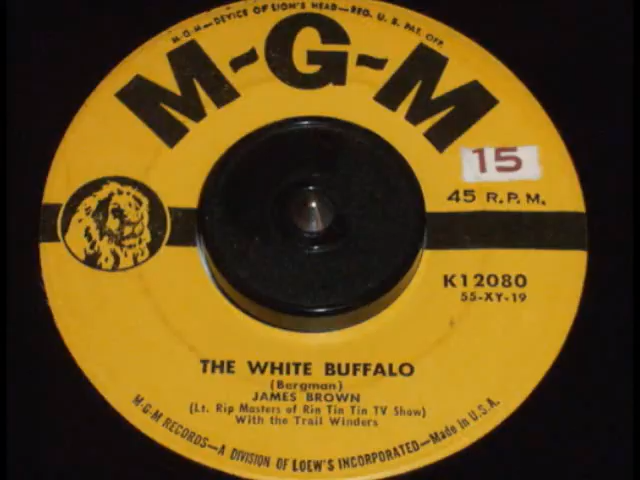 M-G-M—DEVICE OF LION'S HEAD—REG. U. S. PAT. OFF.
M-G-M
15
45 R.P.M.
K12080
55-XY-19
THE WHITE BUFFALO
(Bergman)
JAMES BROWN
(Lt. Rip Masters of Rin Tin Tin TV Show)
With the Trail Winders
M-G-M RECORDS—A DIVISION OF LOEW'S INCORPORATED—Made in U.S.A.